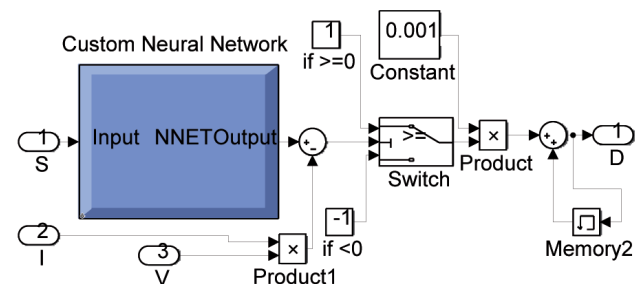 Custom Neural Network
1
if >=0
0.001
Constant
1
S
Input NNETOutput
+
-
>=
Switch
×
Product
+
+
1
D
-1
if <0
2
I
3
V
×
Product1
Memory2